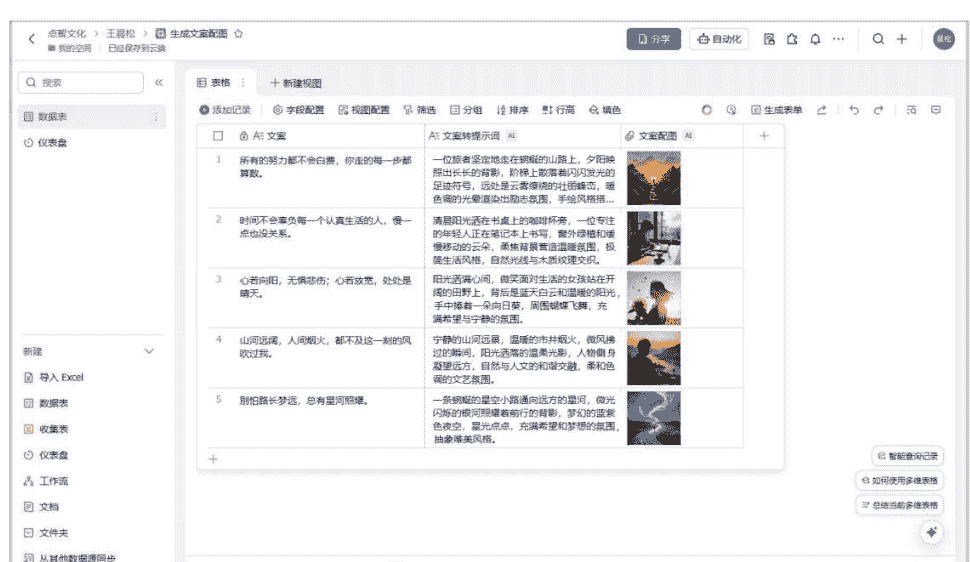 点智文化 > 王晨松 > 生成文案配图
我的空间 | 已经保存到云端
分享
自动化
晨松
搜索
数据表
仪表盘
新建
导入 Excel
数据表
收集表
仪表盘
工作流
文档
文件夹
从其他数据源同步
表格
+ 新建视图
添加记录 字段配置 视图配置 筛选 分组 排序 行高 填色 生成表单
文案 文案转提示词 AI 文案配图 AI
1
所有的努力都不会白费,你走的每一步都
算数。
一位旅者坚定地走在蜿蜒的山路上,夕阳映
照出长长的背影,阶梯上散落着闪闪发光的
足迹符号,远处是云雾缭绕的壮丽峰峦,暖
色调的光晕渲染出励志氛围,手绘风格搭...
2
时间不会辜负每一个认真生活的人,慢一
点也没关系。
清晨阳光洒在书桌上的咖啡杯旁,一位专注
的年轻人正在笔记本上书写,窗外绿植和缓
慢移动的云朵,柔焦背景营造温暖氛围,极
简生活风格,自然光线与木质纹理交织。
3
心若向阳,无惧悲伤;心若放宽,处处是
晴天。
阳光洒满心间,微笑面对生活的女孩站在开
阔的田野上,背后是蓝天白云和温暖的阳光,
手中捧着一朵向日葵,周围蝴蝶飞舞,充
满希望与宁静的氛围。
4
山河远阔,人间烟火,都不及这一刻的风
吹过我。
宁静的山河远景,温暖的市井烟火,微风拂
过的瞬间,阳光洒落的温柔光影,人物侧身
凝望远方,自然与人文的和谐交融,柔和色
调的文艺氛围。
5
别怕路长梦远,总有星河照耀。
一条蜿蜒的星空小路通向远方的星河,微光
闪烁的银河照耀着前行的背影,梦幻的蓝紫
色夜空,星光点点,充满希望和梦想的氛围,
抽象唯美风格。
智能查询记录
如何使用多维表格
总结当前多维表格